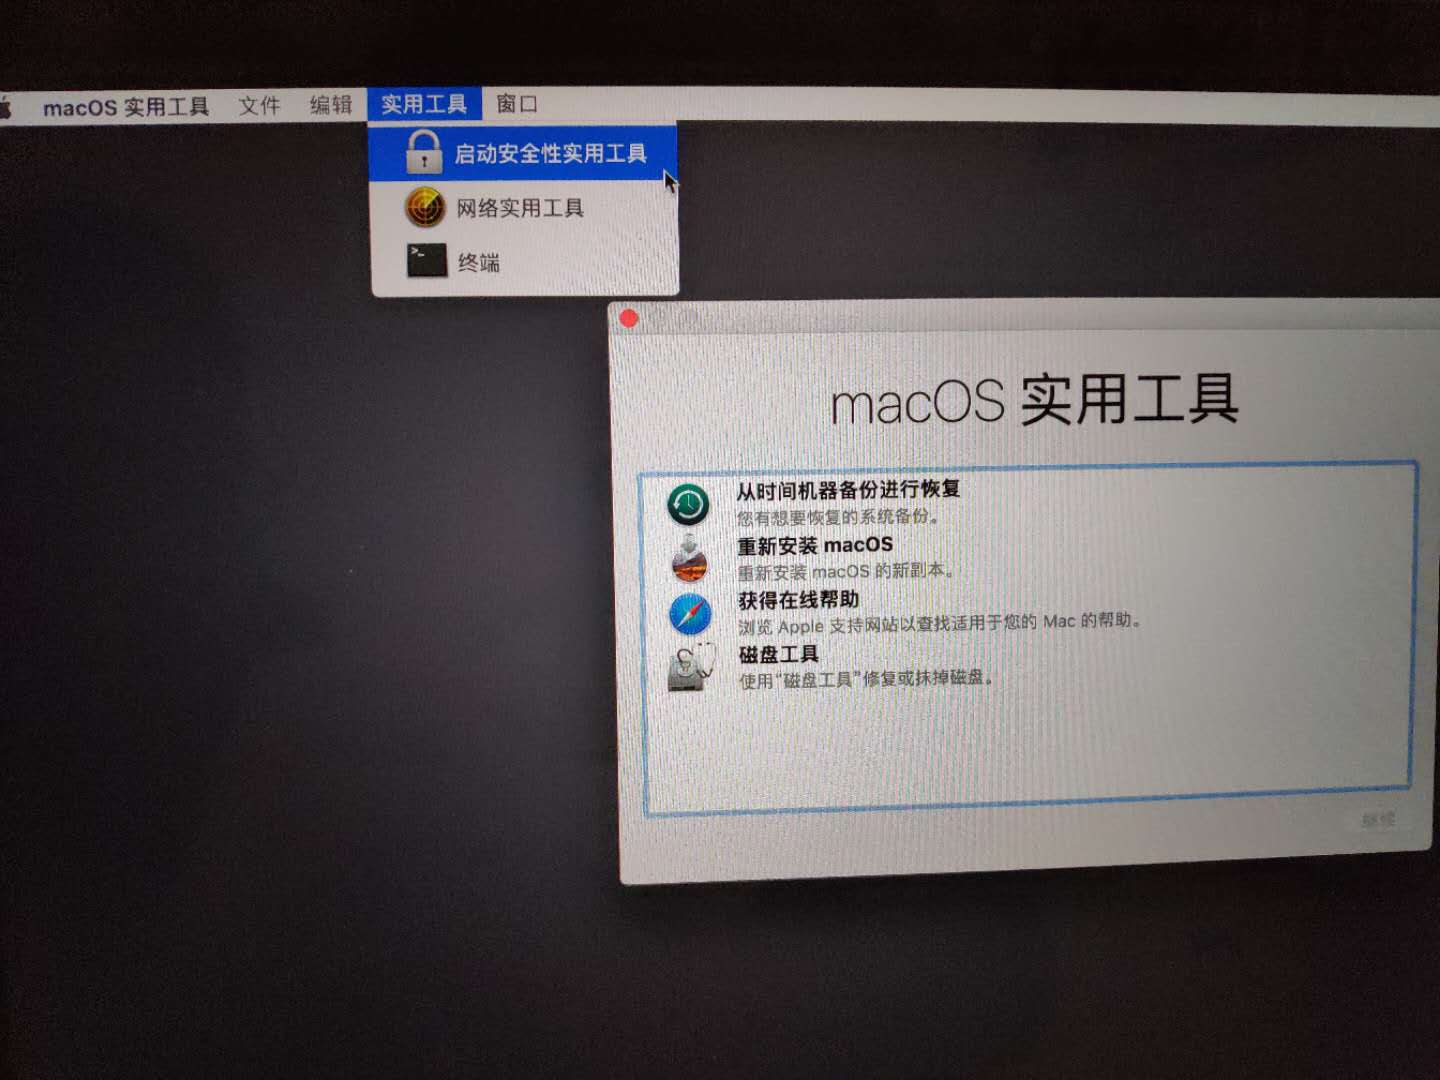 macOS 实用工具 文件 编辑 实用工具 窗口
启动安全性实用工具
网络实用工具
>_
终端
macOS 实用工具
从时间机器备份进行恢复
您有想要恢复的系统备份。
重新安装 macOS
重新安装 macOS 的新副本。
获得在线帮助
浏览 Apple 支持网站以查找适用于您的 Mac 的帮助。
磁盘工具
使用“磁盘工具”修复或抹掉磁盘。
继续